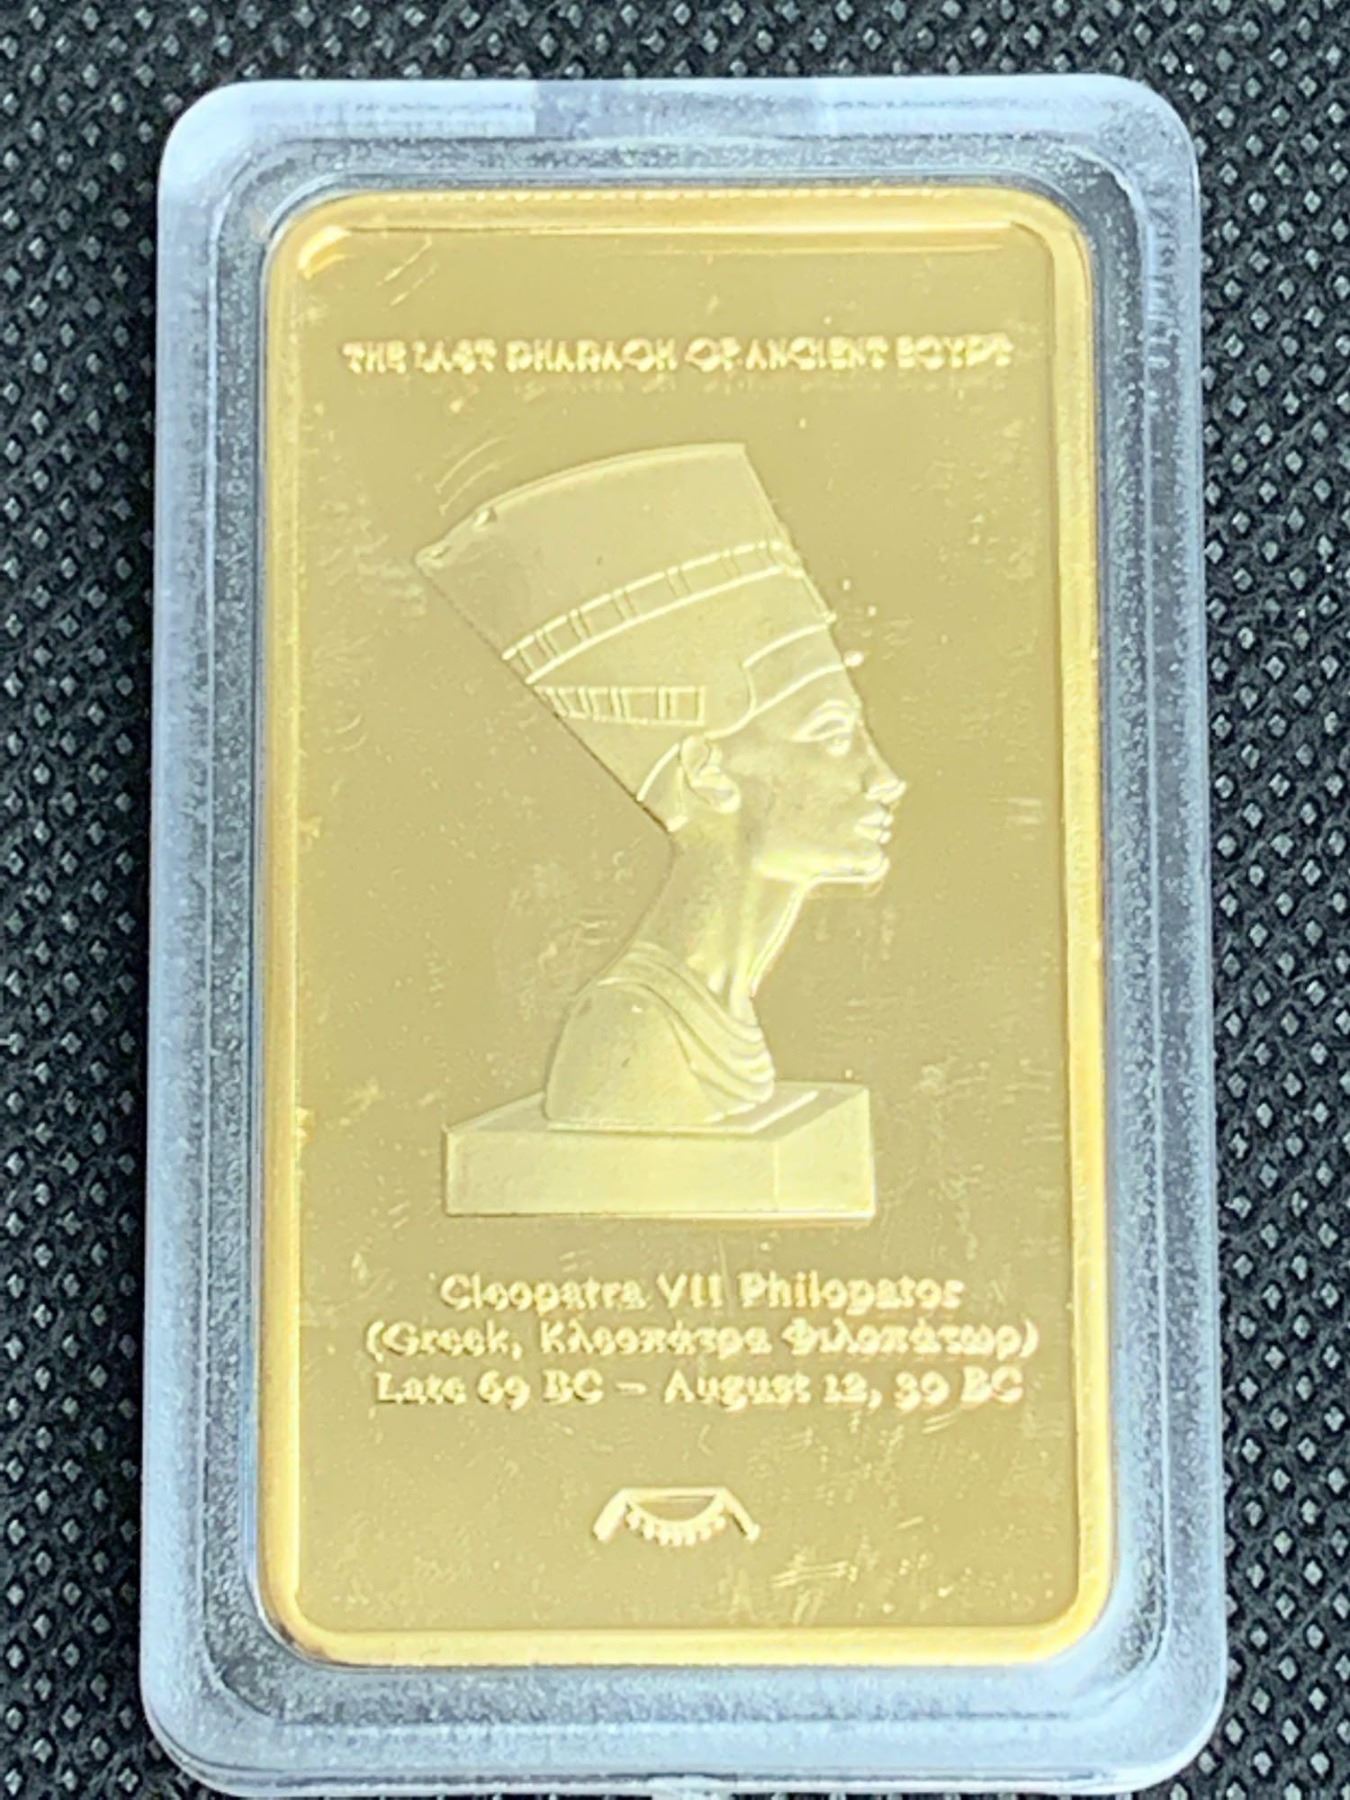 THE LAST PHARAOH OF ANCIENT EGYPT
Cleopatra VII Philopator
(Greek, Κλεοπάτρα Φιλοπάτωρ)
Late 69 BC – August 12, 30 BC